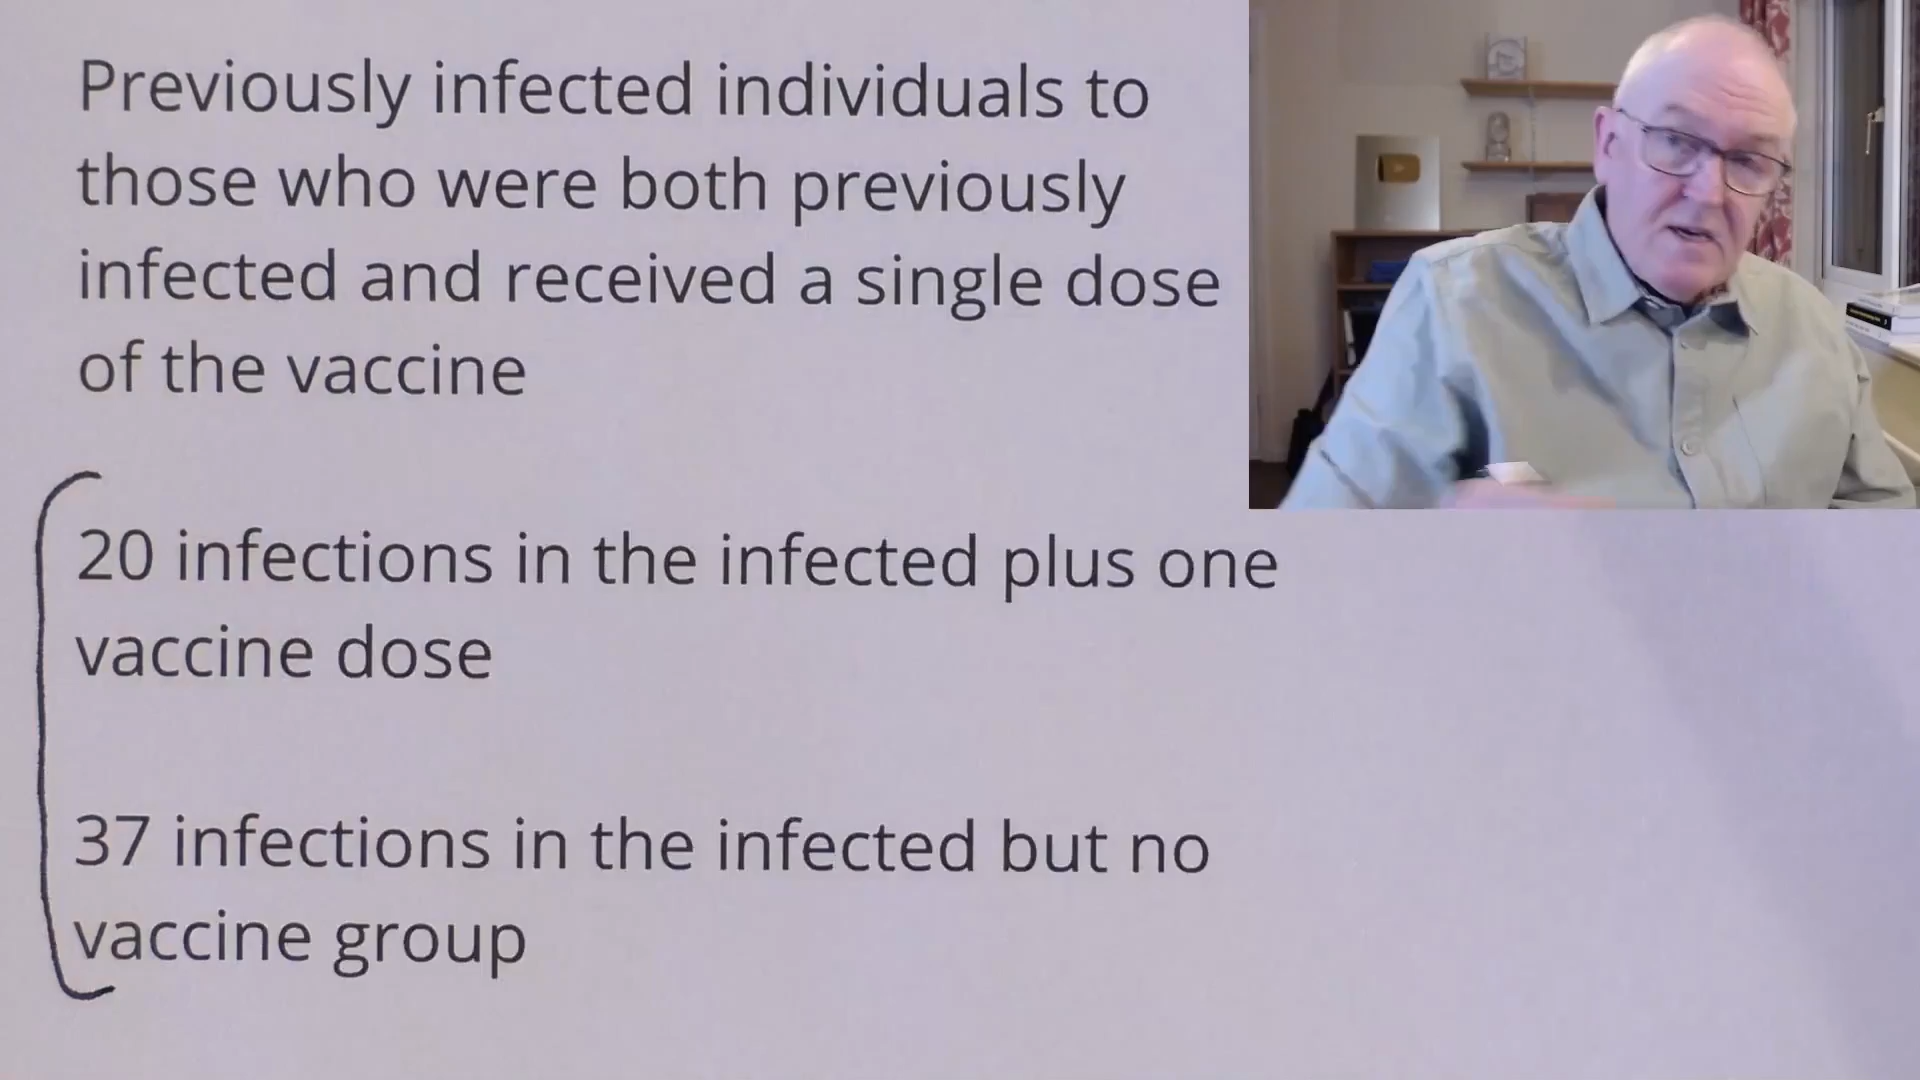 Previously infected individuals to
those who were both previously
infected and received a single dose
of the vaccine
20 infections in the infected plus one
vaccine dose
37 infections in the infected but no
vaccine group